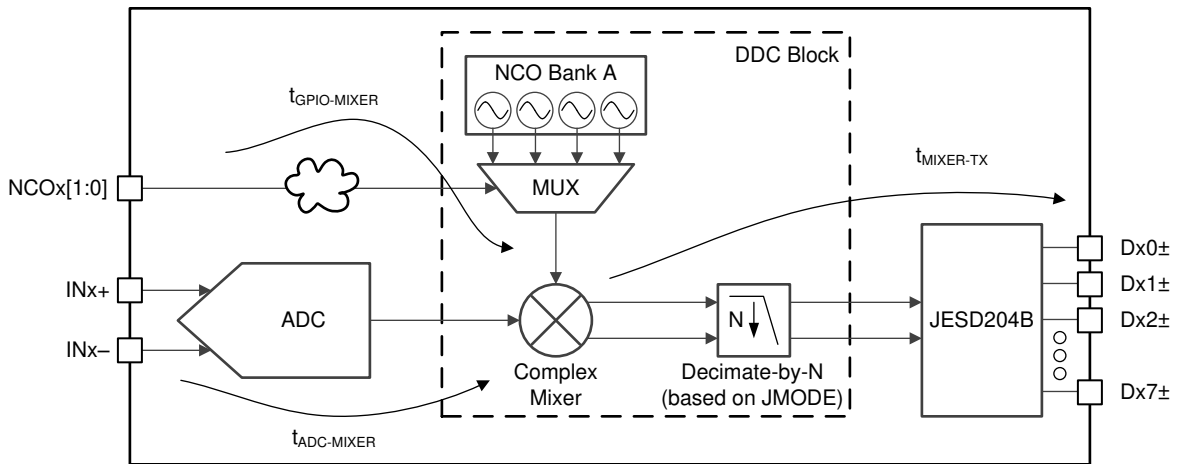 DDC Block
NCO Bank A
tGPIO-MIXER
tMIXER-TX
NCOx[1:0]
MUX
INx+
INx–
ADC
N
JESD204B
Dx0±
Dx1±
Dx2±
Dx7±
Complex
Mixer
Decimate-by-N
(based on JMODE)
tADC-MIXER